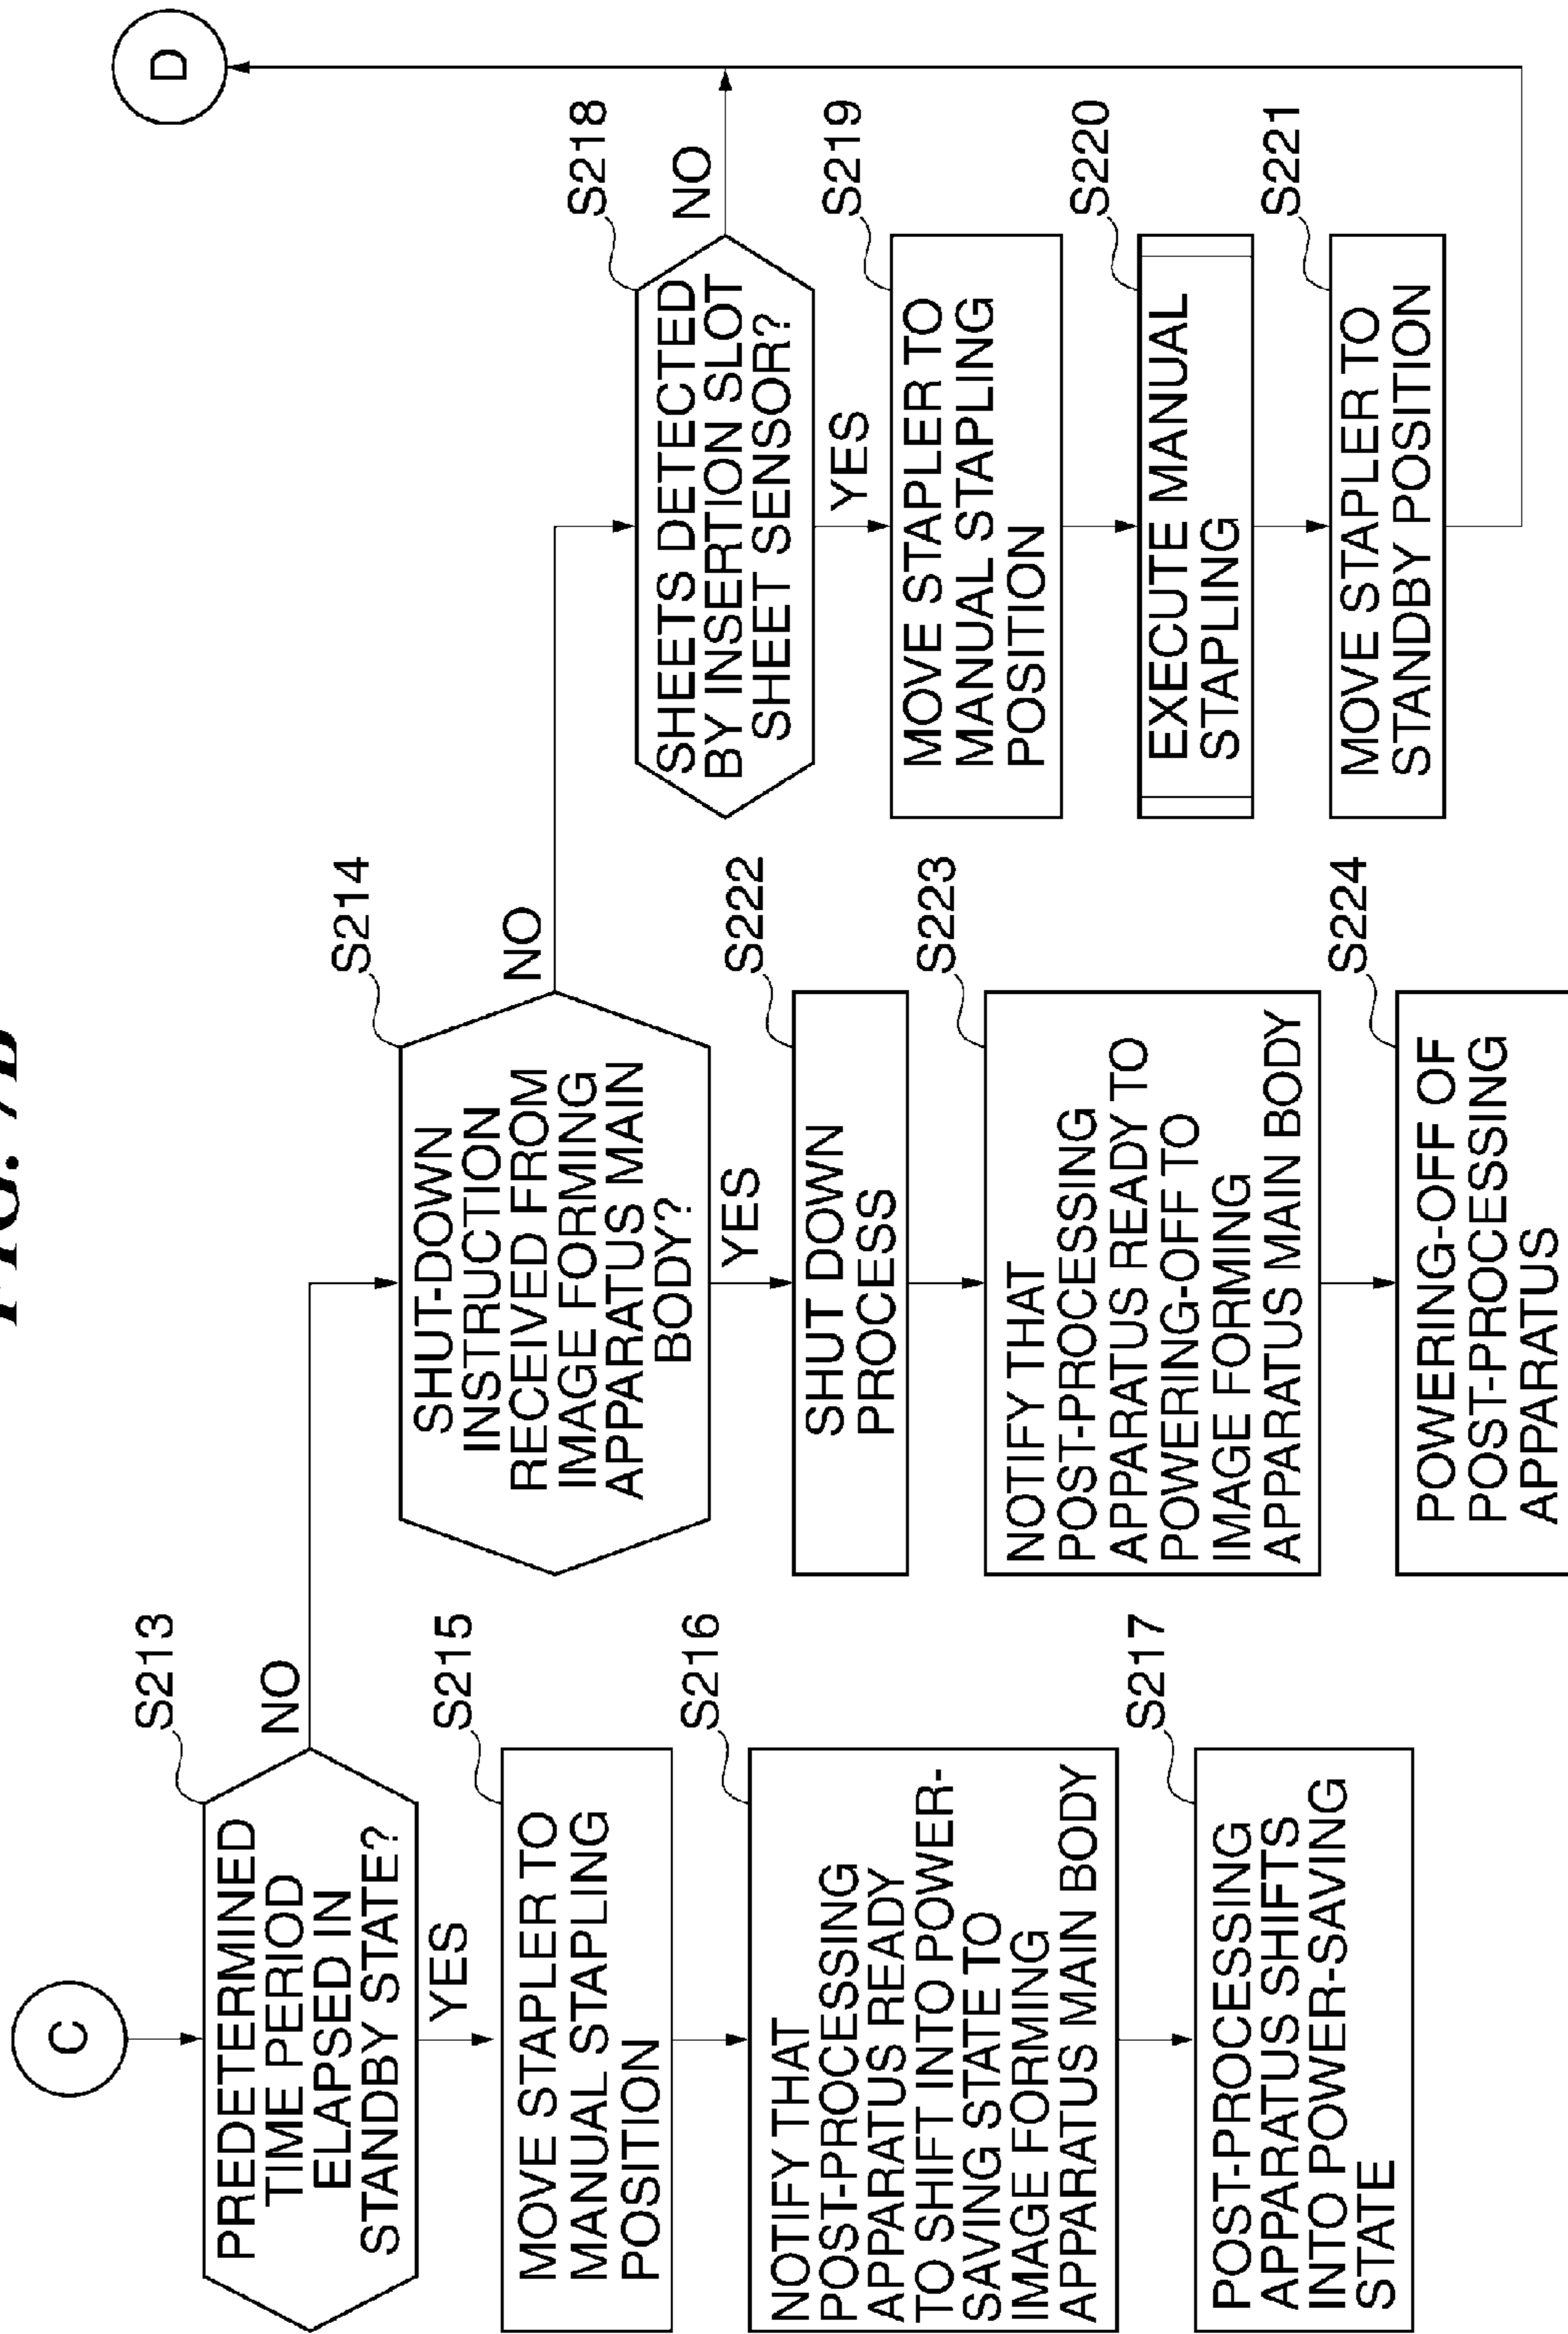 FIG. 7B
C
S213
PREDETERMINED
TIME PERIOD
ELAPSED IN
STANDBY STATE?
NO
YES
S215
MOVE STAPLER TO
MANUAL STAPLING
POSITION
S216
NOTIFY THAT
POST-PROCESSING
APPARATUS READY
TO SHIFT INTO POWER-
SAVING STATE TO
IMAGE FORMING
APPARATUS MAIN BODY
S217
POST-PROCESSING
APPARATUS SHIFTS
INTO POWER-SAVING
STATE
S214
SHUT-DOWN
INSTRUCTION
RECEIVED FROM
IMAGE FORMING
APPARATUS MAIN
BODY?
NO
YES
S222
SHUT DOWN
PROCESS
S223
NOTIFY THAT
POST-PROCESSING
APPARATUS READY TO
POWERING-OFF TO
IMAGE FORMING
APPARATUS MAIN BODY
S224
POWERING-OFF OF
POST-PROCESSING
APPARATUS
S218
SHEETS DETECTED
BY INSERTION SLOT
SHEET SENSOR?
NO
YES
S219
MOVE STAPLER TO
MANUAL STAPLING
POSITION
S220
EXECUTE MANUAL
STAPLING
S221
MOVE STAPLER TO
STANDBY POSITION
D